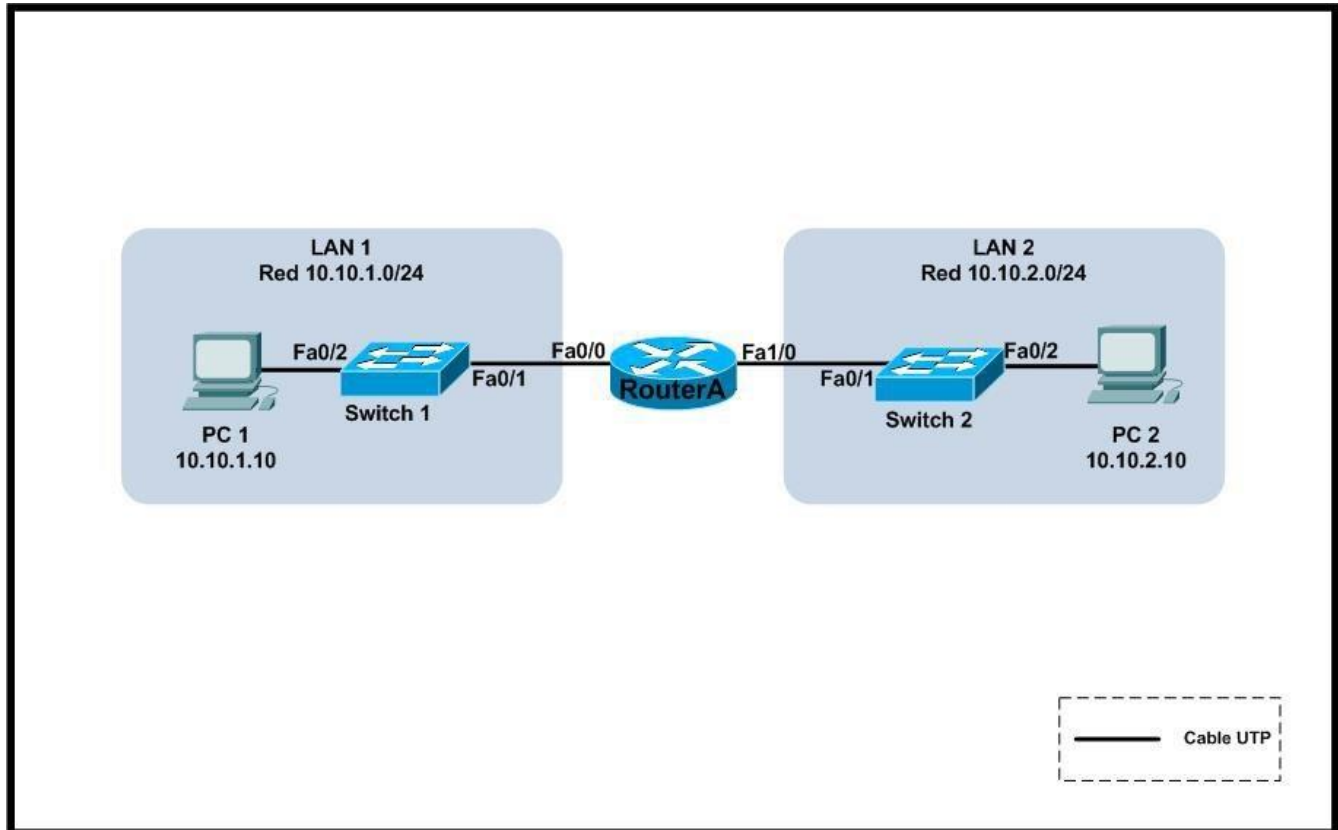 LAN 1
Red 10.10.1.0/24
LAN 2
Red 10.10.2.0/24
Fa0/2
Fa0/1
Fa0/0
RouterA
Fa1/0
Fa0/1
Fa0/2
Switch 1
Switch 2
PC 1
10.10.1.10
PC 2
10.10.2.10
Cable UTP